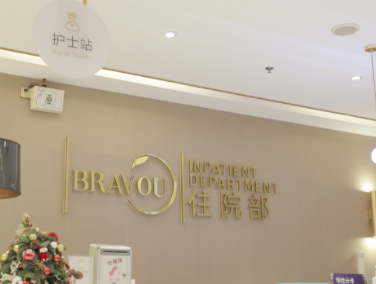 护士站
BRAVOU
INPATIENT
DEPARTMENT
住院部